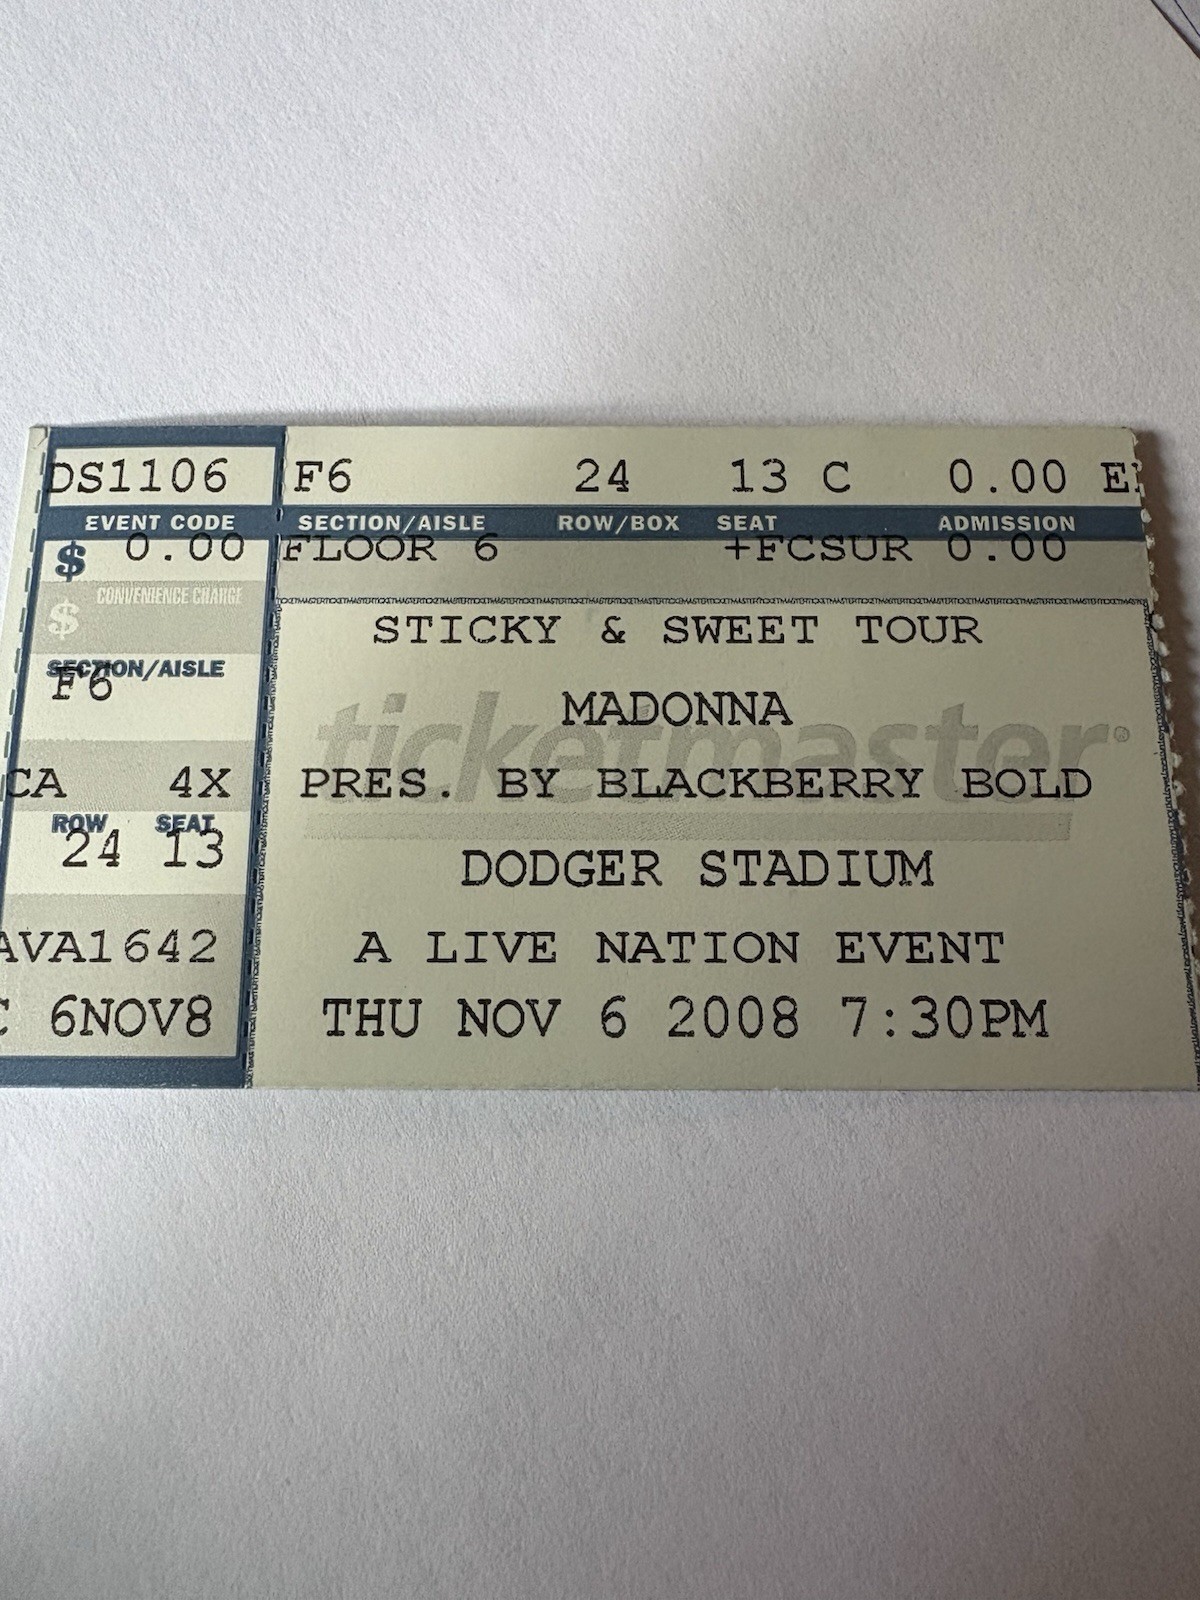 DS1106 F6 24 13 C 0.00
EVENT CODE SECTION/AISLE ROW/BOX SEAT ADMISSION
$ 0.00 FLOOR 6 +FCSUR 0.00
CONVENIENCE CHARGE
$
SECTION/AISLE
F6
CA 4X
ROW SEAT
24 13
AVA1642
6NOV8
STICKY & SWEET TOUR
ticketmaster®
MADONNA
PRES. BY BLACKBERRY BOLD
DODGER STADIUM
A LIVE NATION EVENT
THU NOV 6 2008 7:30PM